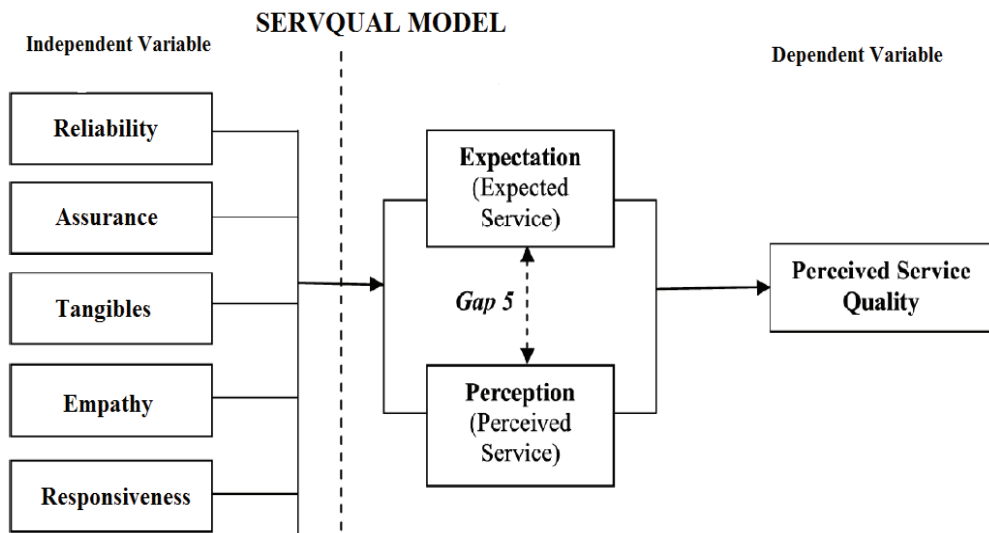 SERVQUAL MODEL
Independent Variable
Dependent Variable
Reliability
Assurance
Tangibles
Empathy
Responsiveness
Expectation
(Expected
Service)
Gap 5
Perception
(Perceived
Service)
Perceived Service
Quality